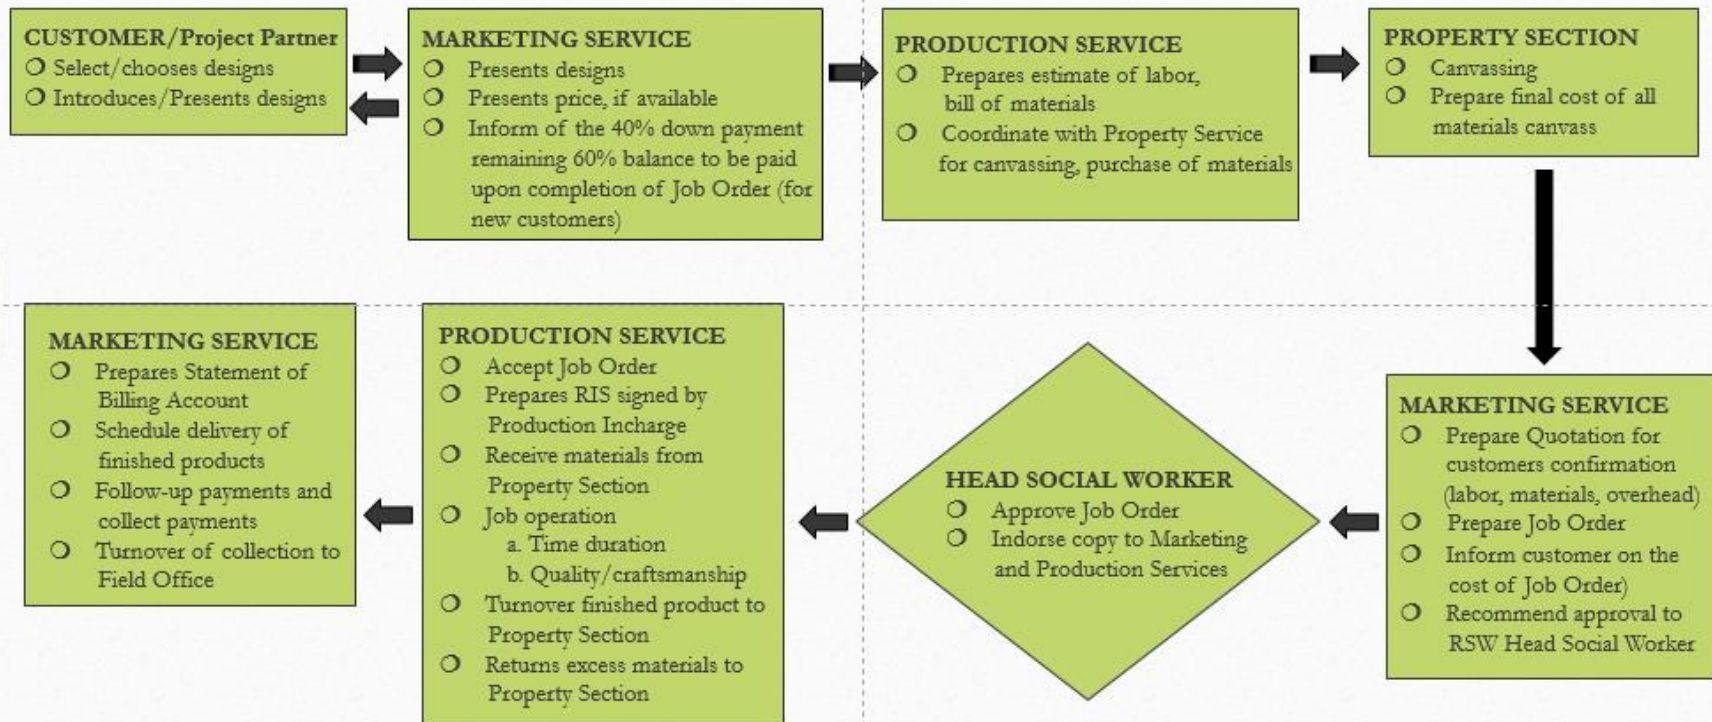 CUSTOMER/Project Partner
❍ Select/chooses designs
❍ Introduces/Presents designs
MARKETING SERVICE
❍ Presents designs
❍ Presents price, if available
❍ Inform of the 40% down payment
remaining 60% balance to be paid
upon completion of Job Order (for
new customers)
PRODUCTION SERVICE
❍ Prepares estimate of labor,
bill of materials
❍ Coordinate with Property Service
for canvassing, purchase of materials
PROPERTY SECTION
❍ Canvassing
❍ Prepare final cost of all
materials canvass
MARKETING SERVICE
❍ Prepare Quotation for
customers confirmation
(labor, materials, overhead)
❍ Prepare Job Order
❍ Inform customer on the
cost of Job Order)
❍ Recommend approval to
RSW Head Social Worker
HEAD SOCIAL WORKER
❍ Approve Job Order
❍ Indorse copy to Marketing
and Production Services
PRODUCTION SERVICE
❍ Accept Job Order
❍ Prepares RIS signed by
Production Incharge
❍ Receive materials from
Property Section
❍ Job operation
a. Time duration
b. Quality/craftsmanship
❍ Turnover finished product to
Property Section
❍ Returns excess materials to
Property Section
MARKETING SERVICE
❍ Prepares Statement of
Billing Account
❍ Schedule delivery of
finished products
❍ Follow-up payments and
collect payments
❍ Turnover of collection to
Field Office